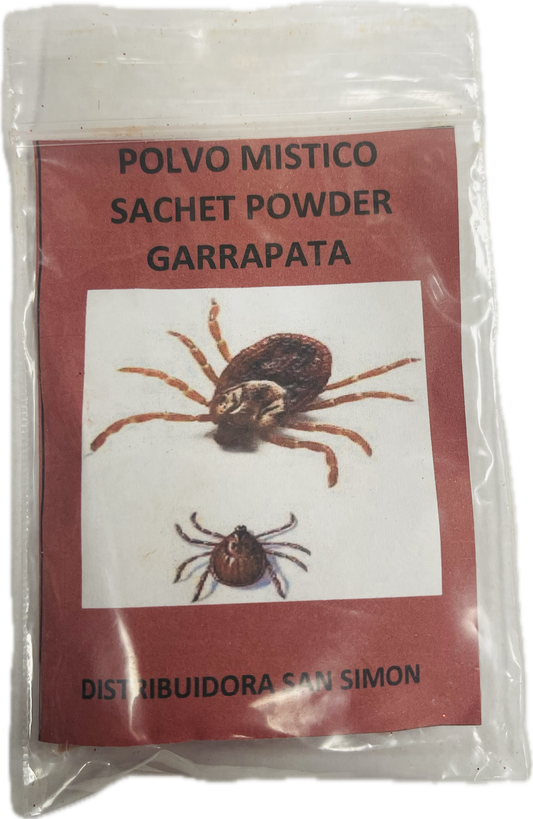 POLVO MISTICO
SACHET POWDER
GARRAPATA
DISTRIBUIDORA SAN SIMON